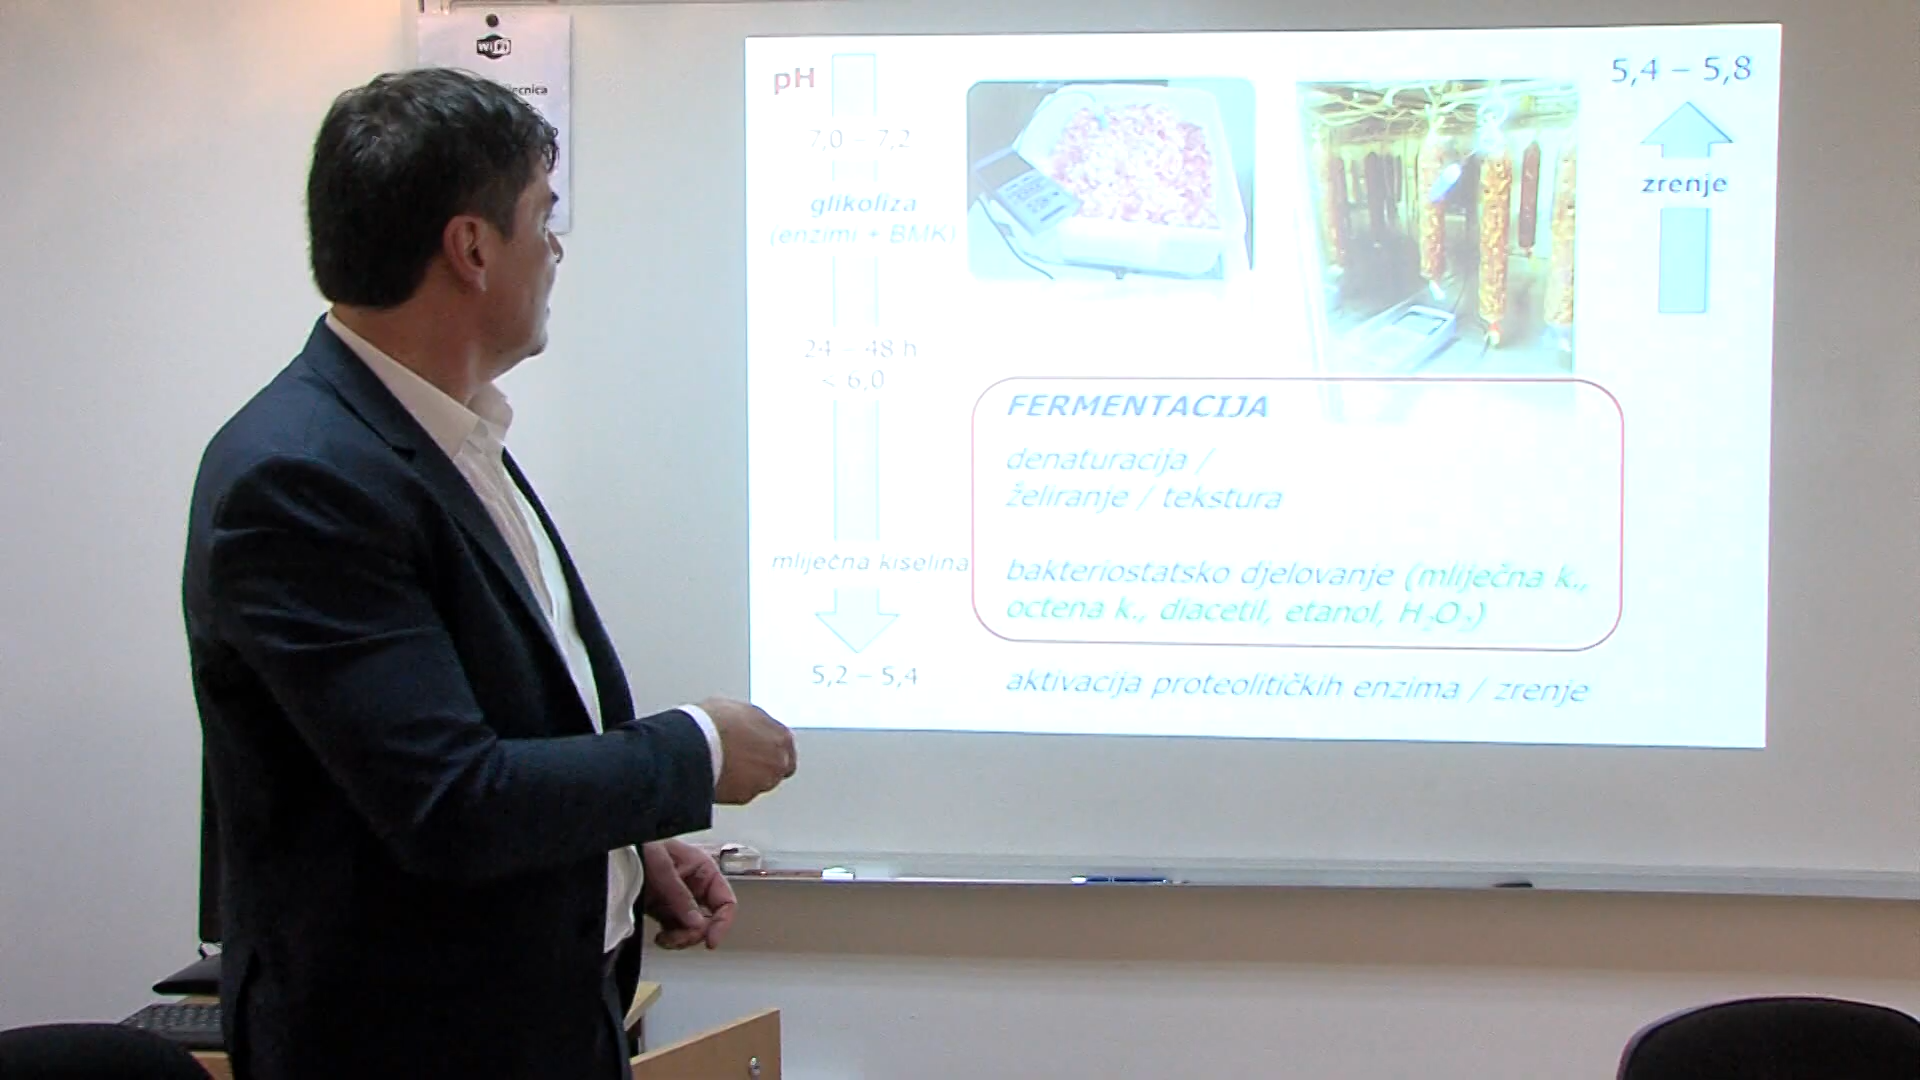 WiFi
pH
7,0 – 7,2
glikoliza
(enzimi + BMK)
24 – 48 h
< 6,0
mliječna kiselina
5,2 – 5,4
5,4 – 5,8
zrenje
FERMENTACIJA
denaturacija /
želiranje / tekstura
bakteriostatsko djelovanje (mliječna k.,
octena k., diacetil, etanol, H₂O₂)
aktivacija proteolitičkih enzima / zrenje